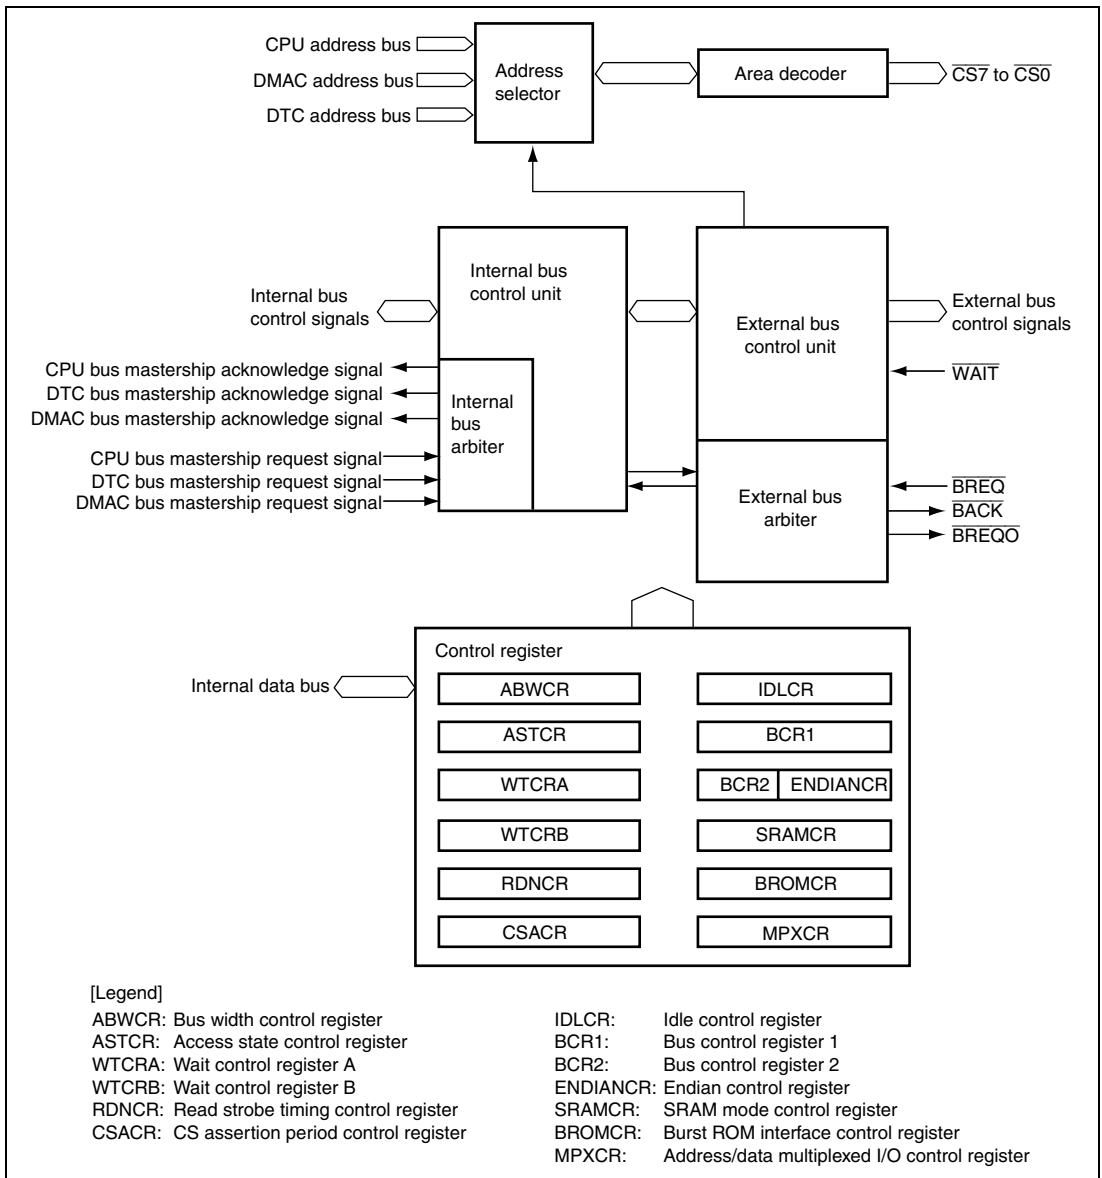 CPU address bus
DMAC address bus
DTC address bus
Address
selector
Area decoder
CS7 to CS0
Internal bus
control signals
Internal bus
control unit
External bus
control unit
External bus
control signals
WAIT
CPU bus mastership acknowledge signal
DTC bus mastership acknowledge signal
DMAC bus mastership acknowledge signal
Internal
bus
arbiter
CPU bus mastership request signal
DTC bus mastership request signal
DMAC bus mastership request signal
External bus
arbiter
BREQ
BACK
BREQO
Control register
Internal data bus
ABWCR
IDLCR
ASTCR
BCR1
WTCRA
BCR2
ENDIANCR
WTCRB
SRAMCR
RDNCR
BROMCR
CSACR
MPXCR
[Legend]
ABWCR: Bus width control register
ASTCR: Access state control register
WTCRA: Wait control register A
WTCRB: Wait control register B
RDNCR: Read strobe timing control register
CSACR: CS assertion period control register
IDLCR: Idle control register
BCR1: Bus control register 1
BCR2: Bus control register 2
ENDIANCR: Endian control register
SRAMCR: SRAM mode control register
BROMCR: Burst ROM interface control register
MPXCR: Address/data multiplexed I/O control register